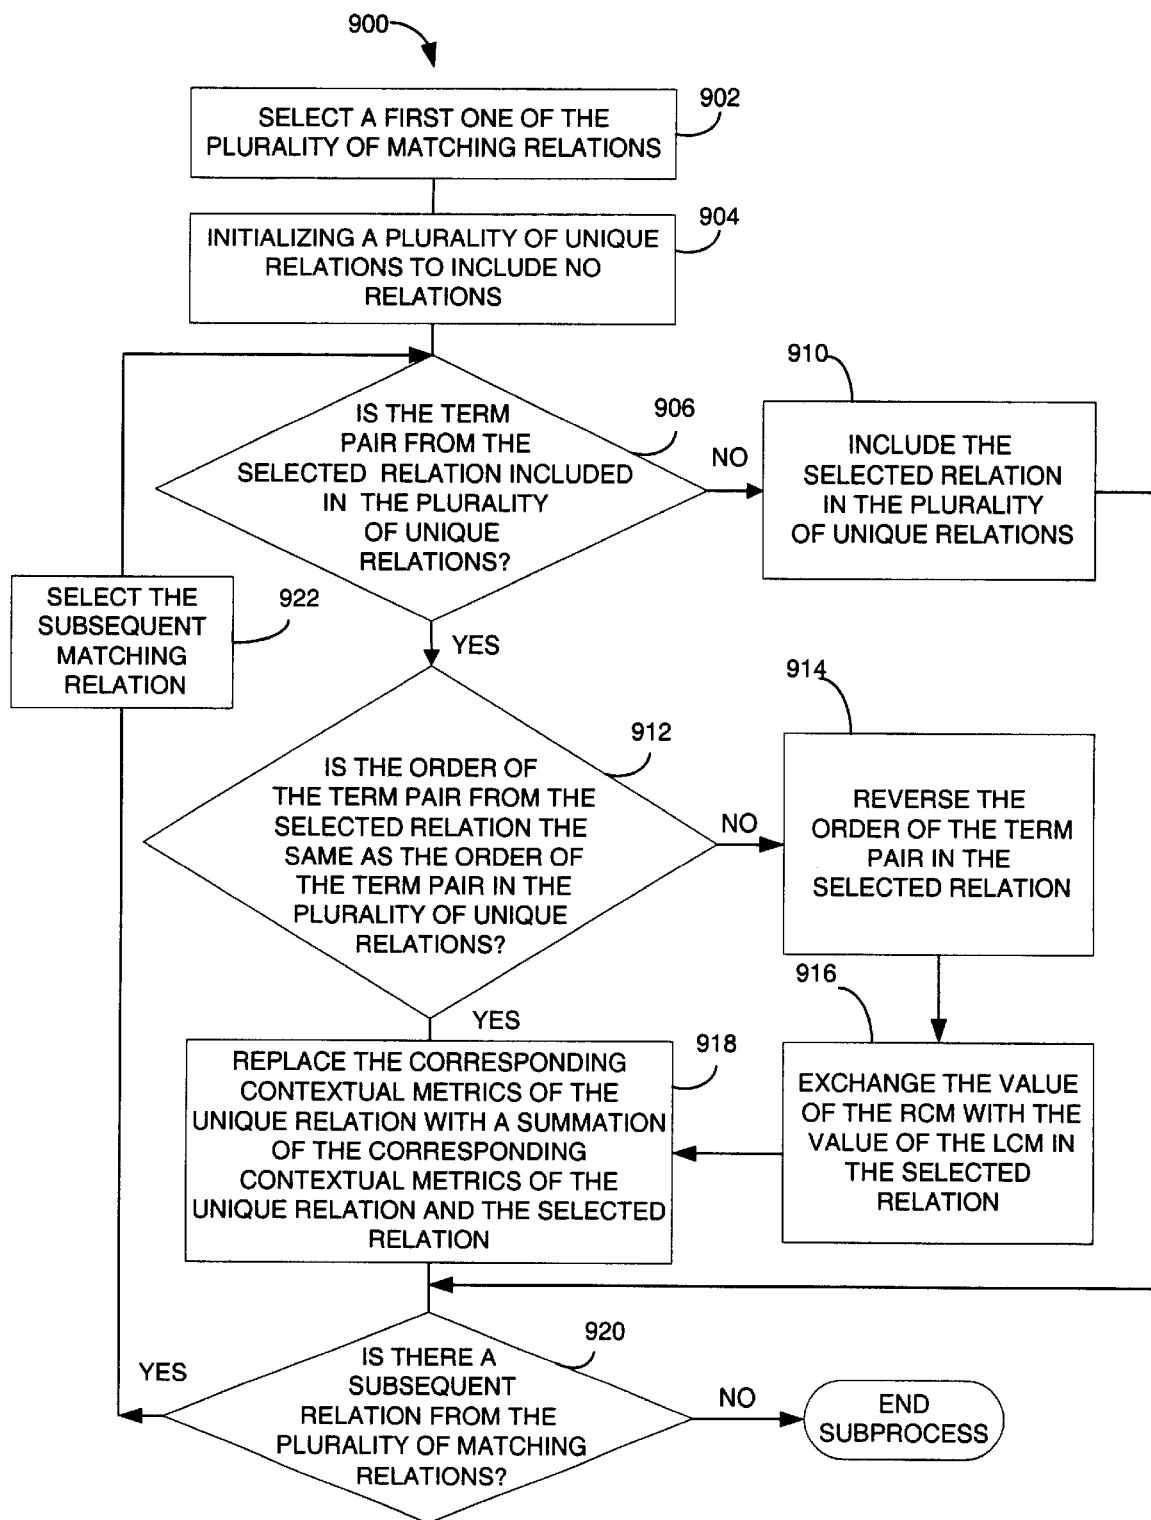 900
SELECT A FIRST ONE OF THE
PLURALITY OF MATCHING RELATIONS
902
INITIALIZING A PLURALITY OF UNIQUE
RELATIONS TO INCLUDE NO
RELATIONS
904
IS THE TERM
PAIR FROM THE
SELECTED RELATION INCLUDED
IN THE PLURALITY
OF UNIQUE
RELATIONS?
906
NO
910
INCLUDE THE
SELECTED RELATION
IN THE PLURALITY
OF UNIQUE RELATIONS
SELECT THE
SUBSEQUENT
MATCHING
RELATION
922
YES
IS THE ORDER OF
THE TERM PAIR FROM THE
SELECTED RELATION THE
SAME AS THE ORDER OF
THE TERM PAIR IN THE
PLURALITY OF UNIQUE
RELATIONS?
912
NO
914
REVERSE THE
ORDER OF THE TERM
PAIR IN THE
SELECTED RELATION
916
EXCHANGE THE VALUE
OF THE RCM WITH THE
VALUE OF THE LCM IN
THE SELECTED
RELATION
YES
REPLACE THE CORRESPONDING
CONTEXTUAL METRICS OF THE
UNIQUE RELATION WITH A SUMMATION
OF THE CORRESPONDING
CONTEXTUAL METRICS OF THE
UNIQUE RELATION AND THE SELECTED
RELATION
918
IS THERE A
SUBSEQUENT
RELATION FROM THE
PLURALITY OF MATCHING
RELATIONS?
920
YES
NO
END
SUBPROCESS